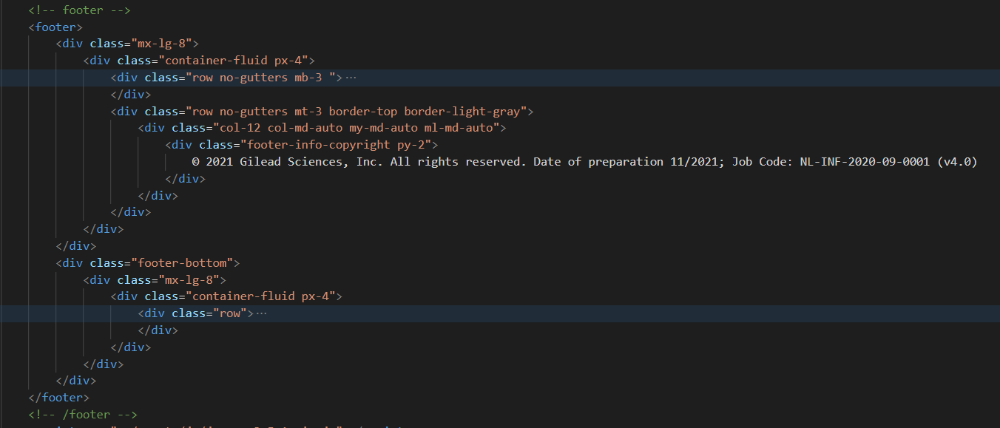 <!-- footer -->
<footer>
<div class="mx-lg-8">
<div class="container-fluid px-4">
<div class="row no-gutters mb-3 ">···
</div>
<div class="row no-gutters mt-3 border-top border-light-gray">
<div class="col-12 col-md-auto my-md-auto ml-md-auto">
<div class="footer-info-copyright py-2">
© 2021 Gilead Sciences, Inc. All rights reserved. Date of preparation 11/2021; Job Code: NL-INF-2020-09-0001 (v4.0)
</div>
</div>
</div>
</div>
</div>
<div class="footer-bottom">
<div class="mx-lg-8">
<div class="container-fluid px-4">
<div class="row">···
</div>
</div>
</div>
</div>
</footer>
<!-- /footer -->